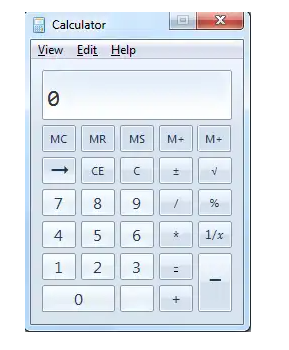 Calculator
View Edit Help
0
MC MR MS M+ M+
→ CE C ± √
7 8 9 / %
4 5 6 * 1/x
1 2 3 = −
0 +